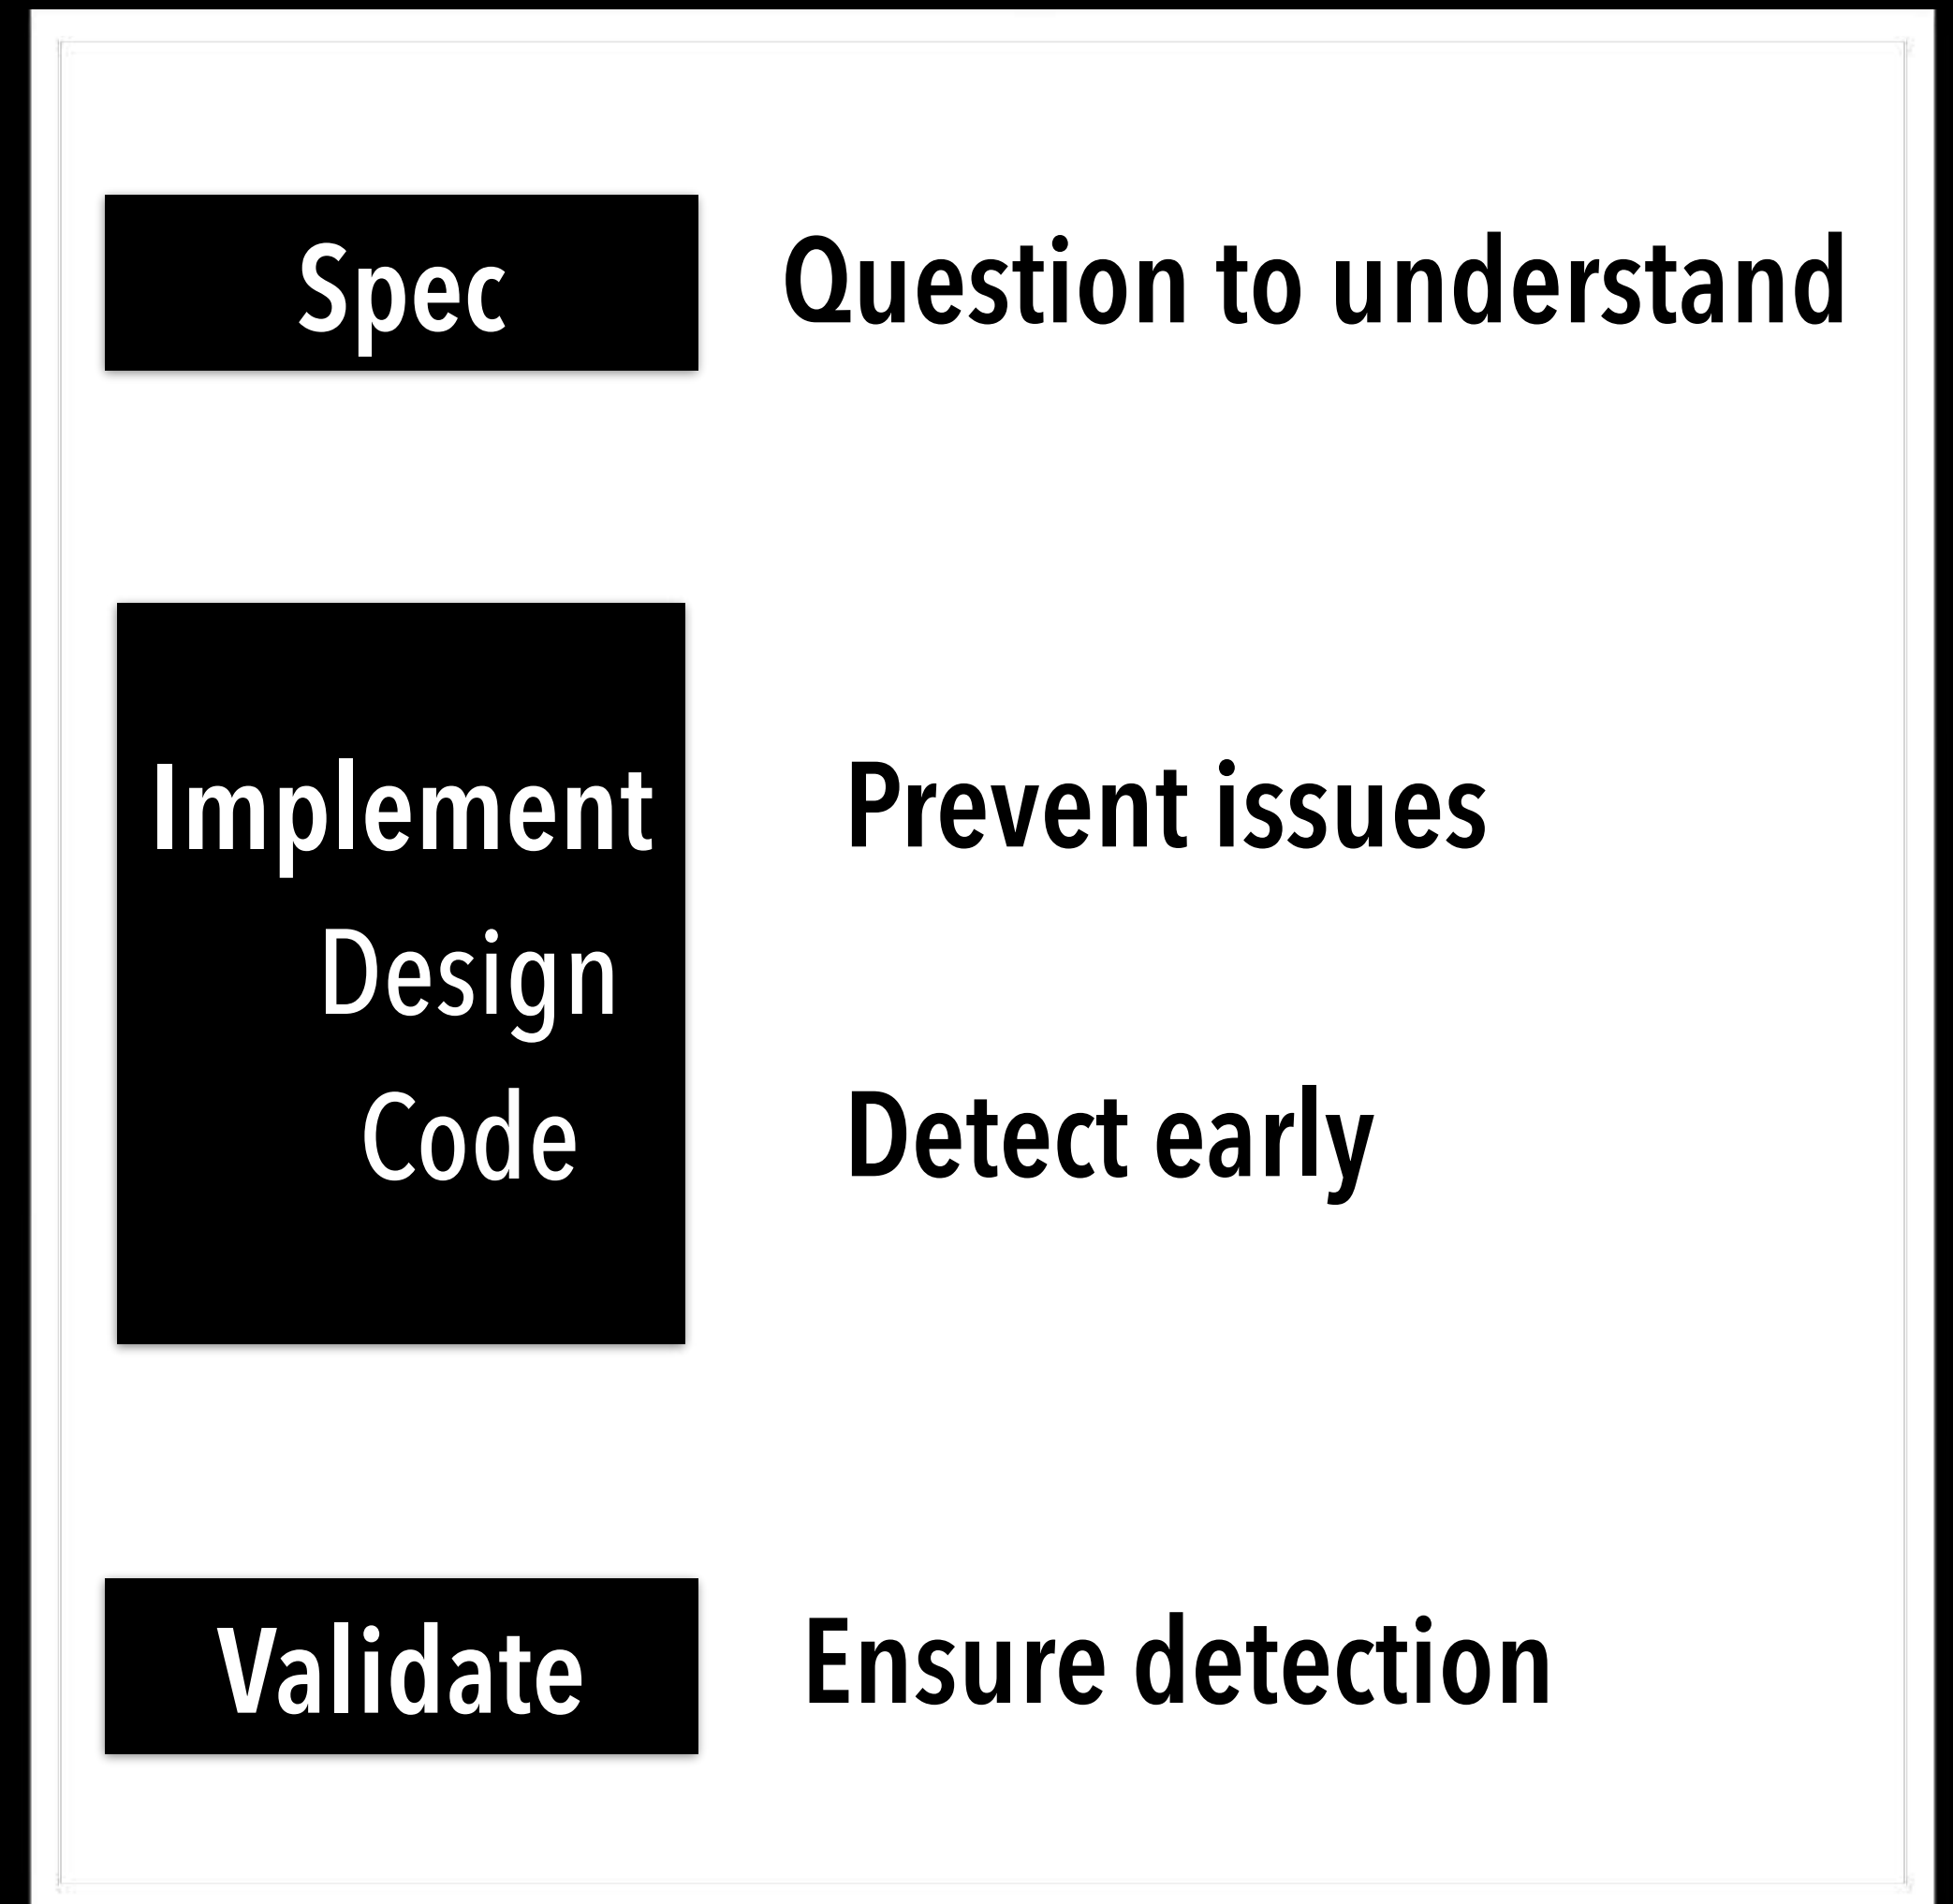 Spec
Question to understand
Implement
Prevent issues
Design
Code
Detect early
Validate
Ensure detection